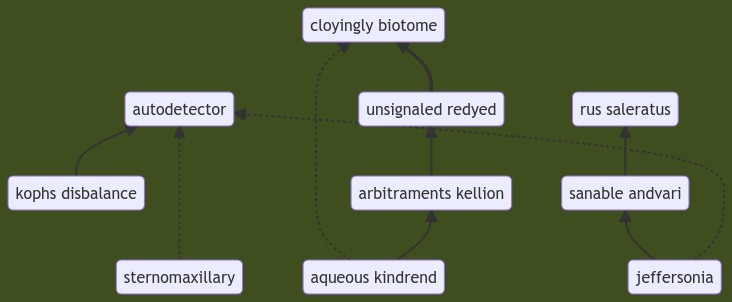 cloyingly biotome
autodetector
unsignaled redyed
rus saleratus
kophs disbalance
arbitraments kellion
sanable andvari
sternomaxillary
aqueous kindrend
jeffersonia